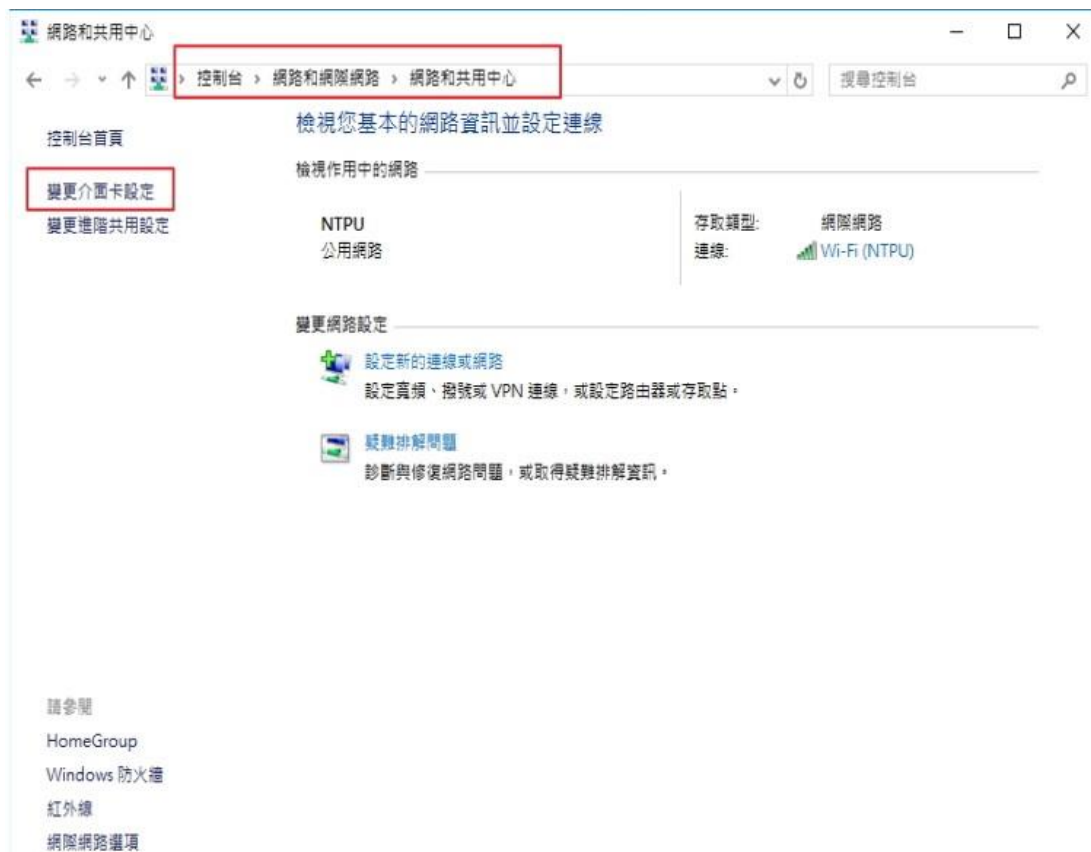 網路和共用中心
控制台 > 網路和網際網路 > 網路和共用中心
搜尋控制台
控制台首頁
變更介面卡設定
變更進階共用設定
檢視您基本的網路資訊並設定連線
檢視作用中的網路
NTPU
公用網路
存取類型: 網際網路
連線: Wi-Fi (NTPU)
變更網路設定
設定新的連線或網路
設定寬頻、撥號或 VPN 連線，或設定路由器或存取點。
疑難排解問題
診斷與修復網路問題，或取得疑難排解資訊。
請參閱
HomeGroup
Windows 防火牆
紅外線
網際網路選項